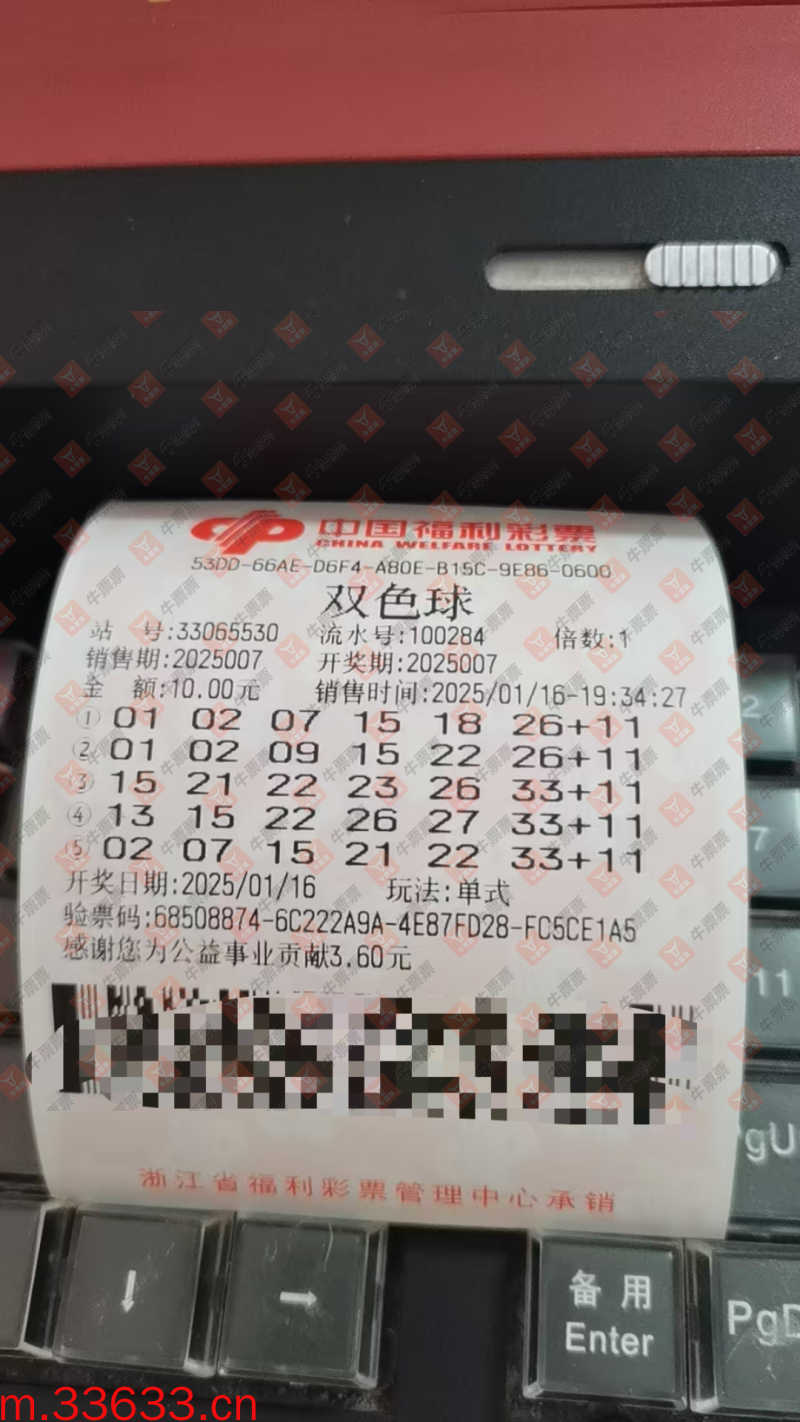 中国福利彩票
CHINA WELFARE LOTTERY
53DD-66AE-D6F4-A80E-B15C-9E86-0600
双色球
站 号:33065530 流水号:100284 倍数:1
销售期:2025007 开奖期:2025007
金 额:10.00元 销售时间:2025/01/16-19:34:27
① 01 02 07 15 18 26+11
② 01 02 09 15 22 26+11
③ 15 21 22 23 26 33+11
④ 13 15 22 26 27 33+11
⑤ 02 07 15 21 22 33+11
开奖日期:2025/01/16 玩法:单式
验票码:68508874-6C222A9A-4E87FD28-FC5CE1A5
感谢您为公益事业贡献3.60元
浙江省福利彩票管理中心承销
2
7
11
PgU
↓
→
备用
Enter
PgD
牛票票
m.33633.cn